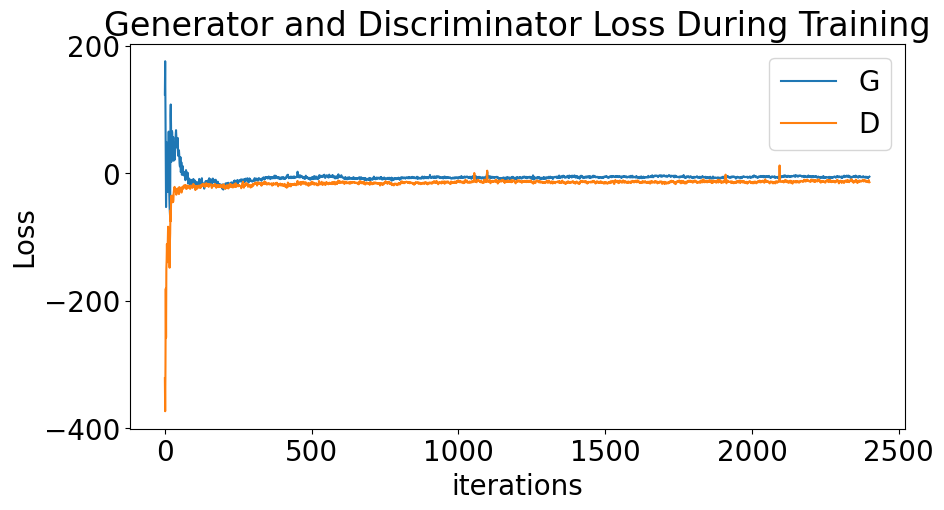 Generator and Discriminator Loss During Training
200
0
−200
−400
Loss
G
D
0 500 1000 1500 2000 2500
iterations